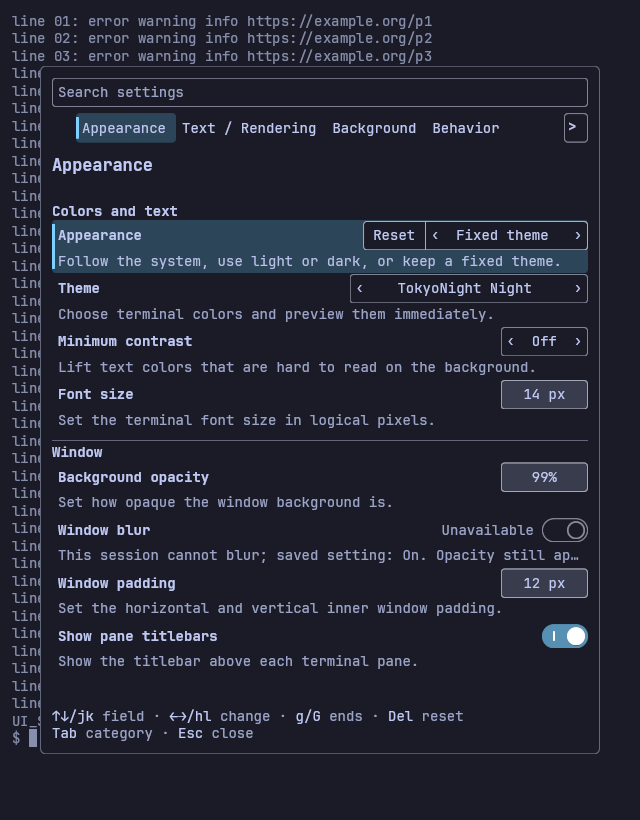 line 01: error warning info https://example.org/p1
line 02: error warning info https://example.org/p2
line 03: error warning info https://example.org/p3
line
Search settings
Appearance Text / Rendering Background Behavior >
Appearance
Colors and text
Appearance Reset ‹ Fixed theme ›
Follow the system, use light or dark, or keep a fixed theme.
Theme ‹ TokyoNight Night ›
Choose terminal colors and preview them immediately.
Minimum contrast ‹ Off ›
Lift text colors that are hard to read on the background.
Font size 14 px
Set the terminal font size in logical pixels.
Window
Background opacity 99%
Set how opaque the window background is.
Window blur Unavailable
This session cannot blur; saved setting: On. Opacity still ap…
Window padding 12 px
Set the horizontal and vertical inner window padding.
Show pane titlebars
Show the titlebar above each terminal pane.
↑↓/jk field · ↔/hl change · g/G ends · Del reset
Tab category · Esc close
UI_S
$